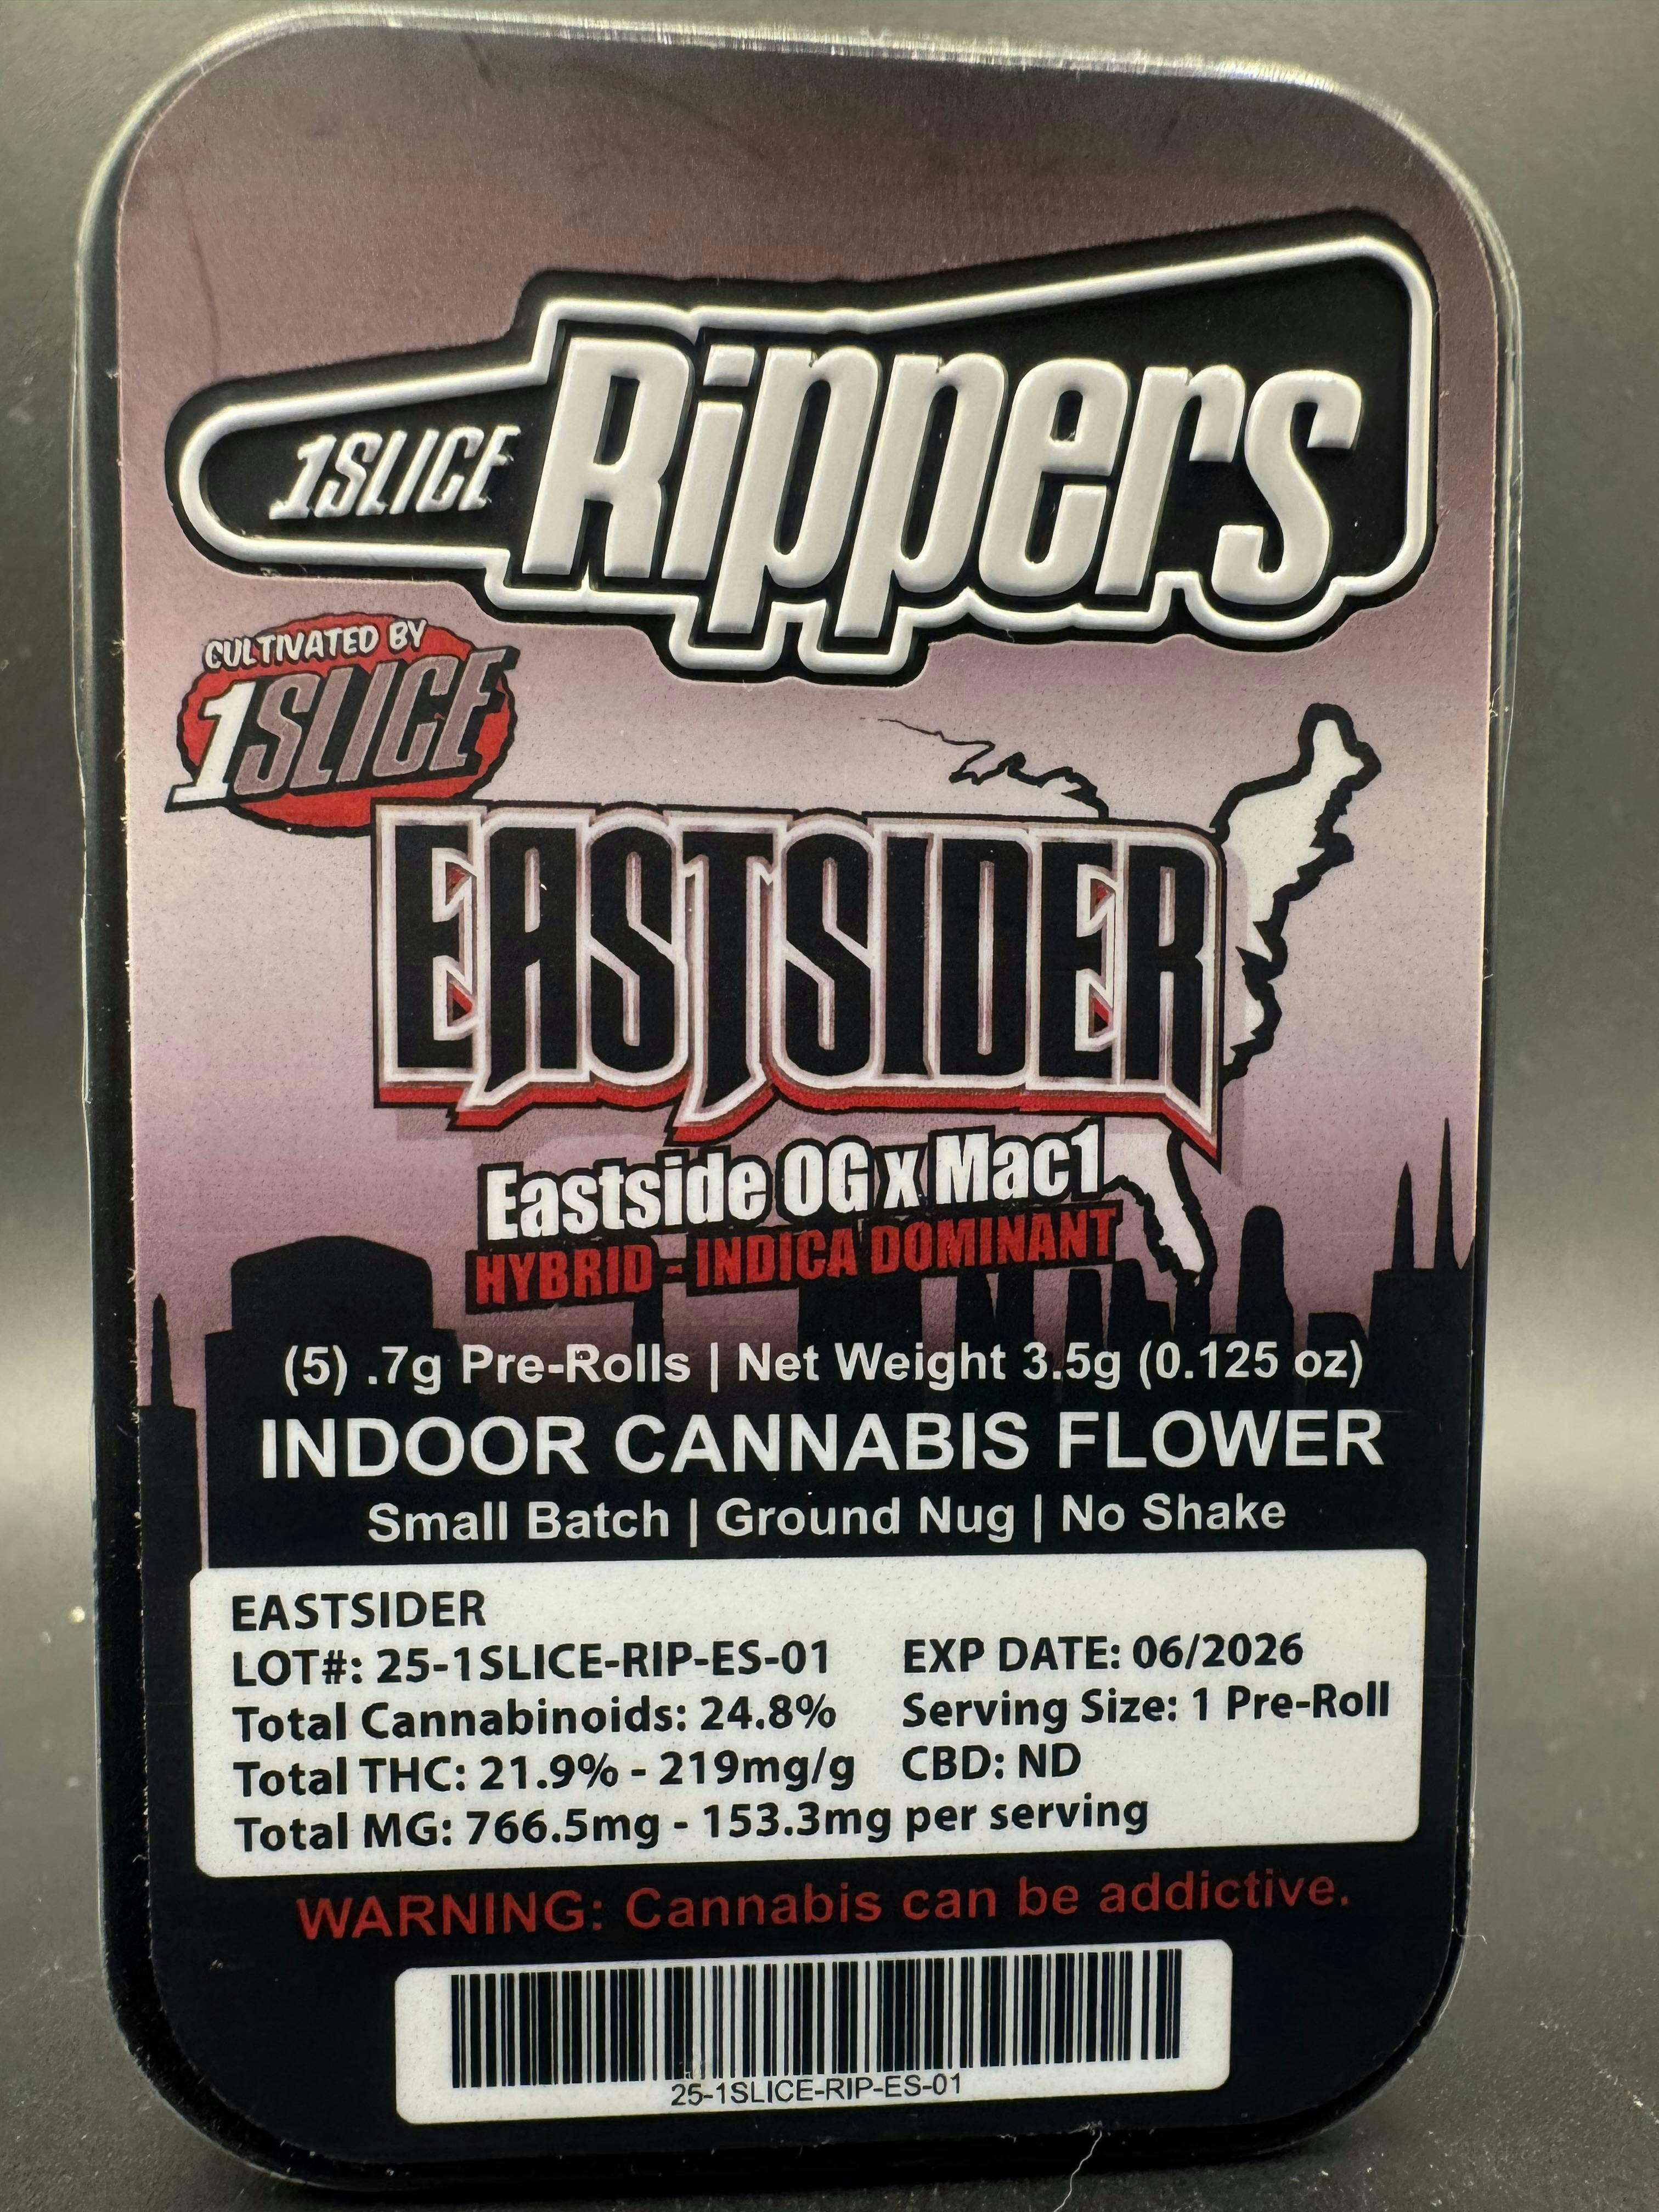 1SLICE Rippers
CULTIVATED BY
1SLICE
EASTSIDER
Eastside OG x Mac1
HYBRID - INDICA DOMINANT
(5) .7g Pre-Rolls | Net Weight 3.5g (0.125 oz)
INDOOR CANNABIS FLOWER
Small Batch | Ground Nug | No Shake
EASTSIDER
LOT#: 25-1SLICE-RIP-ES-01 EXP DATE: 06/2026
Total Cannabinoids: 24.8% Serving Size: 1 Pre-Roll
Total THC: 21.9% - 219mg/g CBD: ND
Total MG: 766.5mg - 153.3mg per serving
WARNING: Cannabis can be addictive.
25-1SLICE-RIP-ES-01